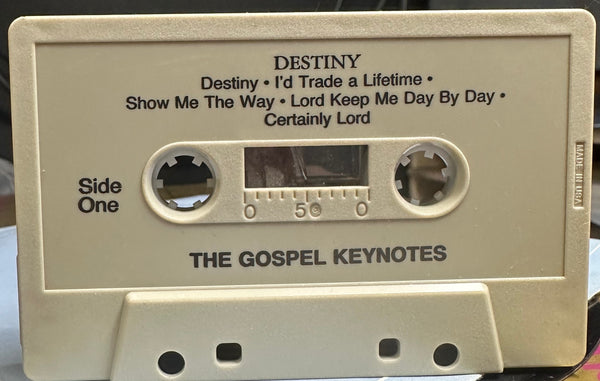 DESTINY
Destiny • I'd Trade a Lifetime •
Show Me The Way • Lord Keep Me Day By Day •
Certainly Lord
Side
One
0 50 0
MADE IN USA
THE GOSPEL KEYNOTES